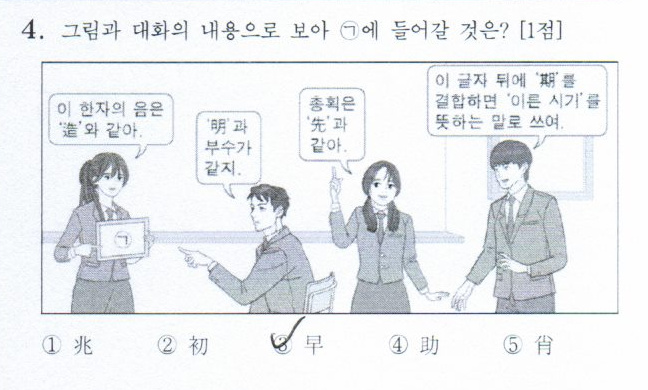 4. 그림과 대화의 내용으로 보아 ㉠에 들어갈 것은? [1점]
이 한자의 음은
'造'와 같아.
'明'과
부수가
같지.
총획은
'先'과
같아.
이 글자 뒤에 '期'를
결합하면 '이른 시기'를
뜻하는 말로 쓰여.
㉠
① 兆 ② 初 ③ 早 ④ 助 ⑤ 肖